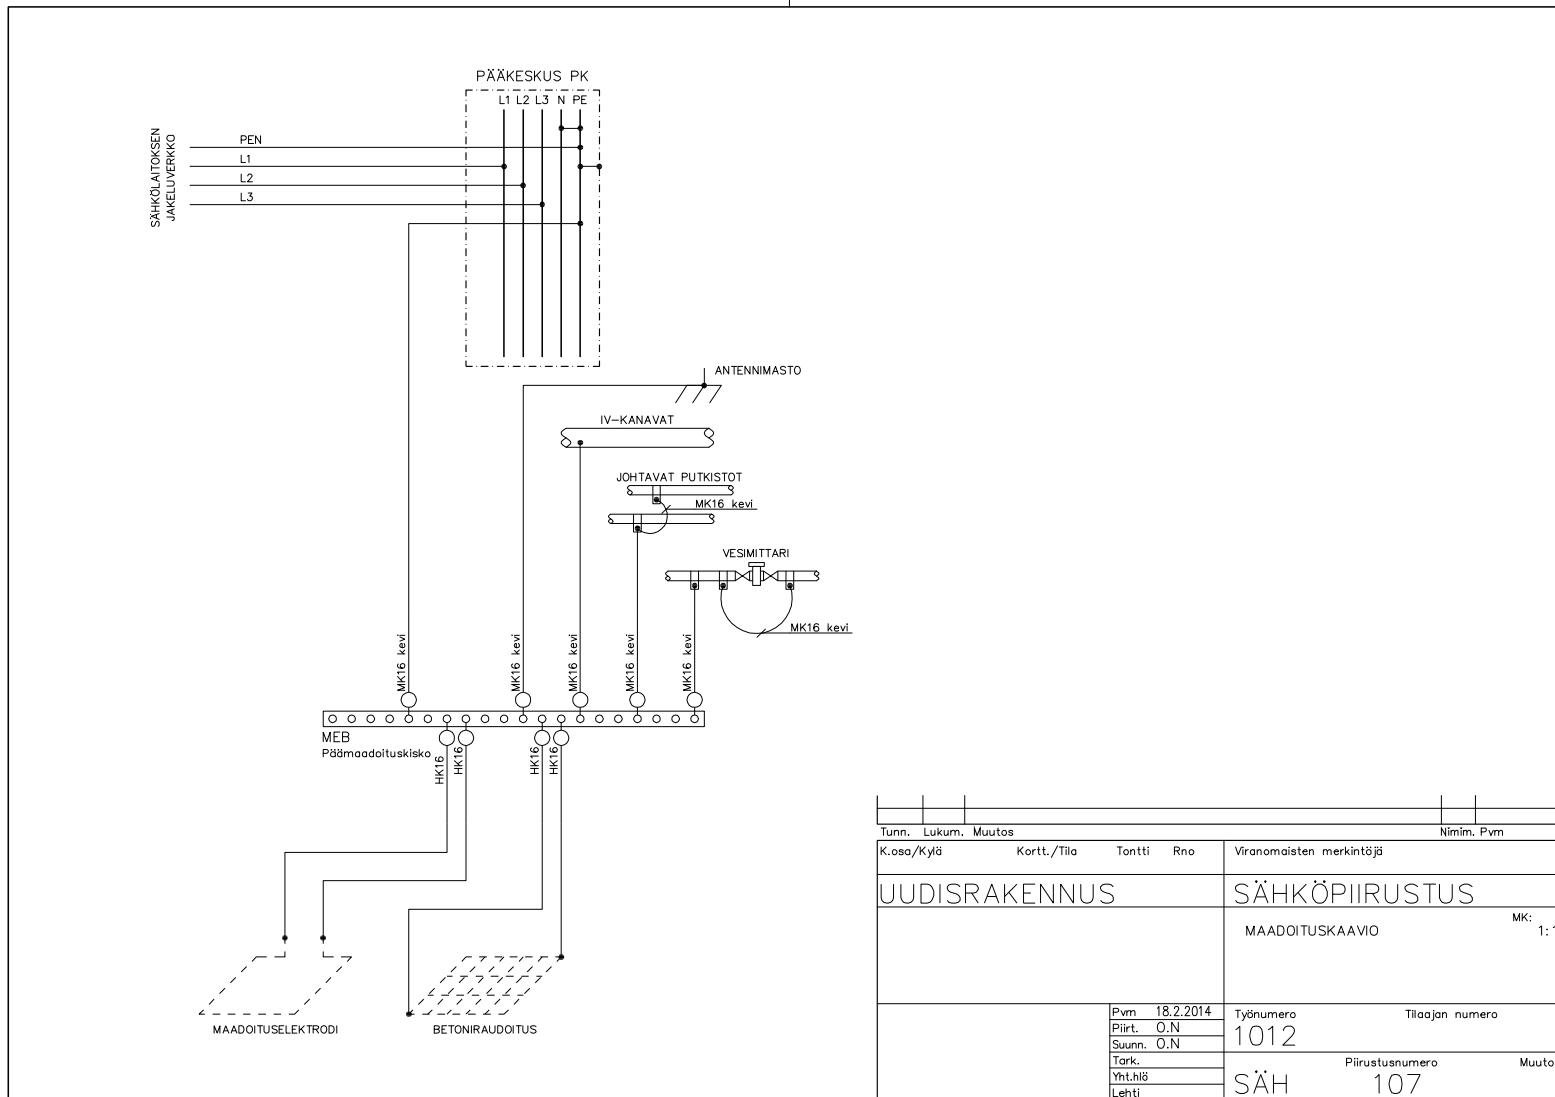 PÄÄKESKUS PK
L1 L2 L3 N PE
SÄHKÖLAITOKSEN
JAKELUVERKKO
PEN
L1
L2
L3
ANTENNIMASTO
IV-KANAVAT
JOHTAVAT PUTKISTOT
MK16 kevi
VESIMITTARI
MK16 kevi
MK16 kevi
MK16 kevi
MK16 kevi
MK16 kevi
MK16 kevi
MEB
Päämaadoituskisko
HK16
HK16
HK16
HK16
MAADOITUSELEKTRODI
BETONIRAUDOITUS
Tunn. Lukum. Muutos Nimim. Pvm
K.osa/Kylä Kortt./Tila Tontti Rno Viranomaisten merkintöjä
UUDISRAKENNUS SÄHKÖPIIRUSTUS
MAADOITUSKAAVIO
MK:
1:1
Pvm 18.2.2014
Piirt. O.N
Suunn. O.N
Tark.
Yht.hlö
Lehti
Työnumero Tilaajan numero
1012
Piirustusnumero Muuto
SÄH 107